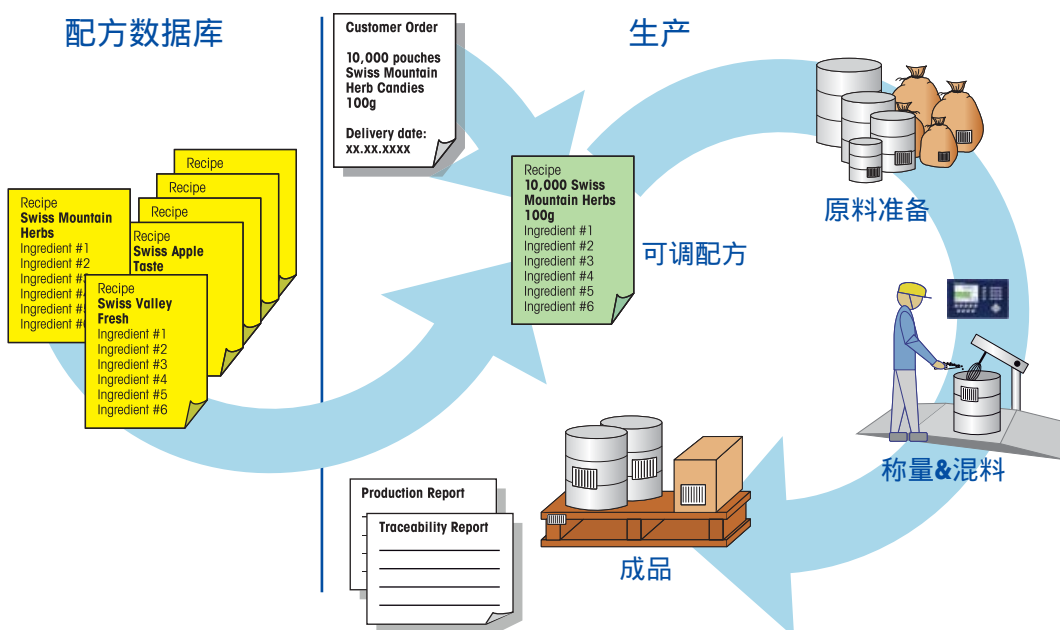 配方数据库
生产
Customer Order
10,000 pouches
Swiss Mountain
Herb Candies
100g
Delivery date:
xx.xx.xxxx
Recipe
Recipe
Recipe
Recipe
Swiss Mountain
Herbs
Ingredient #1
Ingredient #2
Recipe
Swiss Apple
Taste
Recipe
Swiss Valley
Fresh
Ingredient #1
Ingredient #2
Ingredient #3
Ingredient #4
Ingredient #5
Ingredient #6
Recipe
10,000 Swiss
Mountain Herbs
100g
Ingredient #1
Ingredient #2
Ingredient #3
Ingredient #4
Ingredient #5
Ingredient #6
可调配方
原料准备
称量&混料
成品
Production Report
Traceability Report